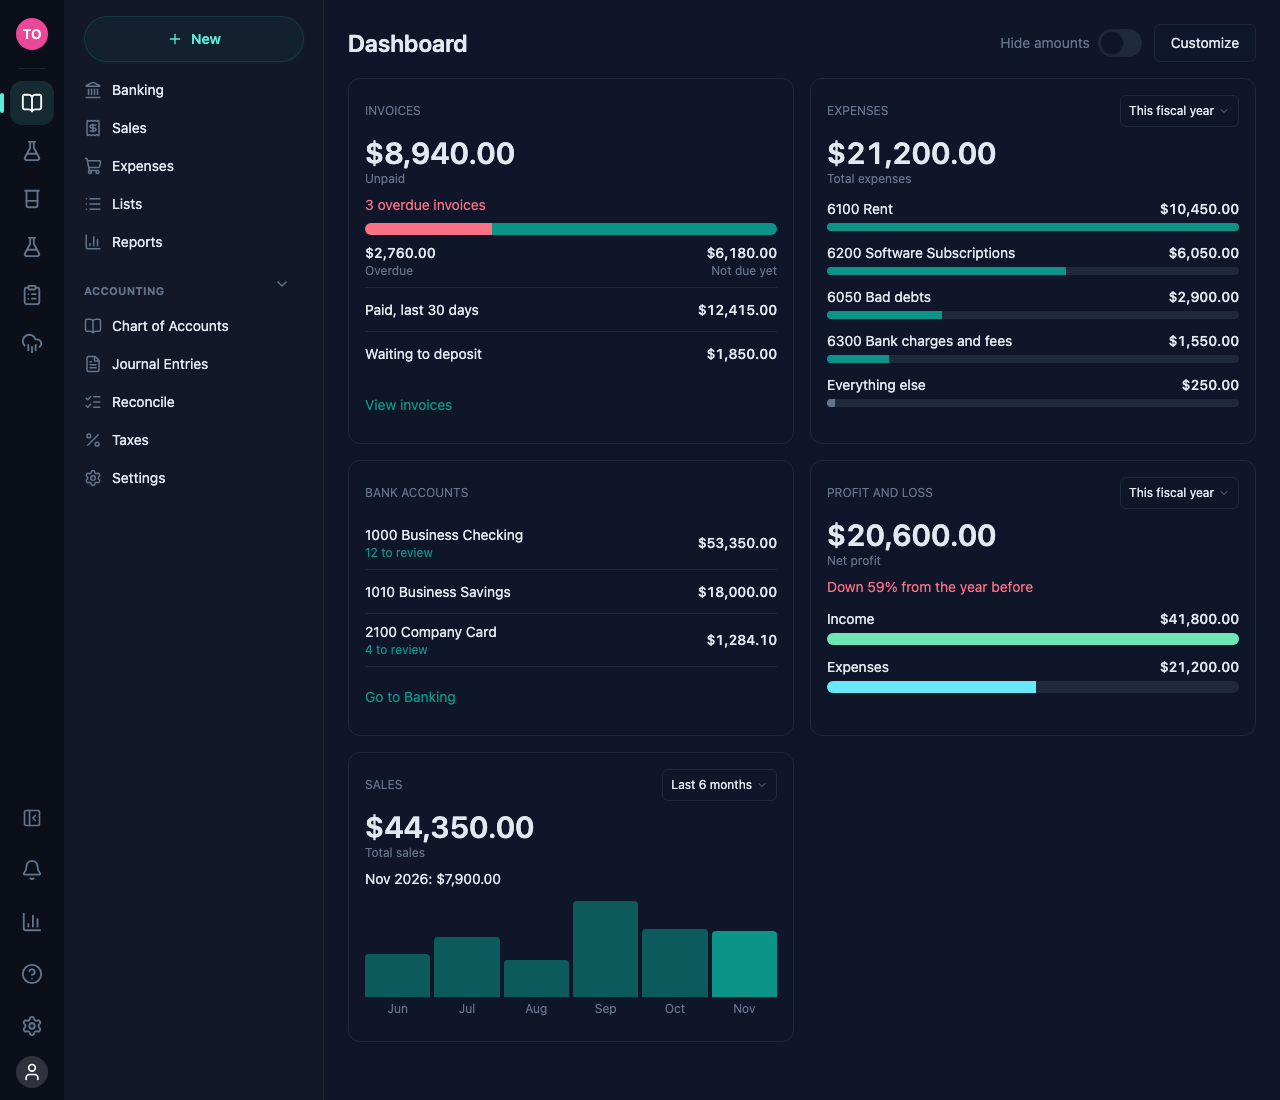 TO
New
Banking
Sales
Expenses
Lists
Reports
ACCOUNTING
Chart of Accounts
Journal Entries
Reconcile
Taxes
Settings
Dashboard
Hide amounts
Customize
INVOICES
$8,940.00
Unpaid
3 overdue invoices
$2,760.00 $6,180.00
Overdue Not due yet
Paid, last 30 days $12,415.00
Waiting to deposit $1,850.00
View invoices
EXPENSES This fiscal year
$21,200.00
Total expenses
6100 Rent $10,450.00
6200 Software Subscriptions $6,050.00
6050 Bad debts $2,900.00
6300 Bank charges and fees $1,550.00
Everything else $250.00
BANK ACCOUNTS
1000 Business Checking $53,350.00
12 to review
1010 Business Savings $18,000.00
2100 Company Card $1,284.10
4 to review
Go to Banking
PROFIT AND LOSS This fiscal year
$20,600.00
Net profit
Down 59% from the year before
Income $41,800.00
Expenses $21,200.00
SALES Last 6 months
$44,350.00
Total sales
Nov 2026: $7,900.00
Jun Jul Aug Sep Oct Nov